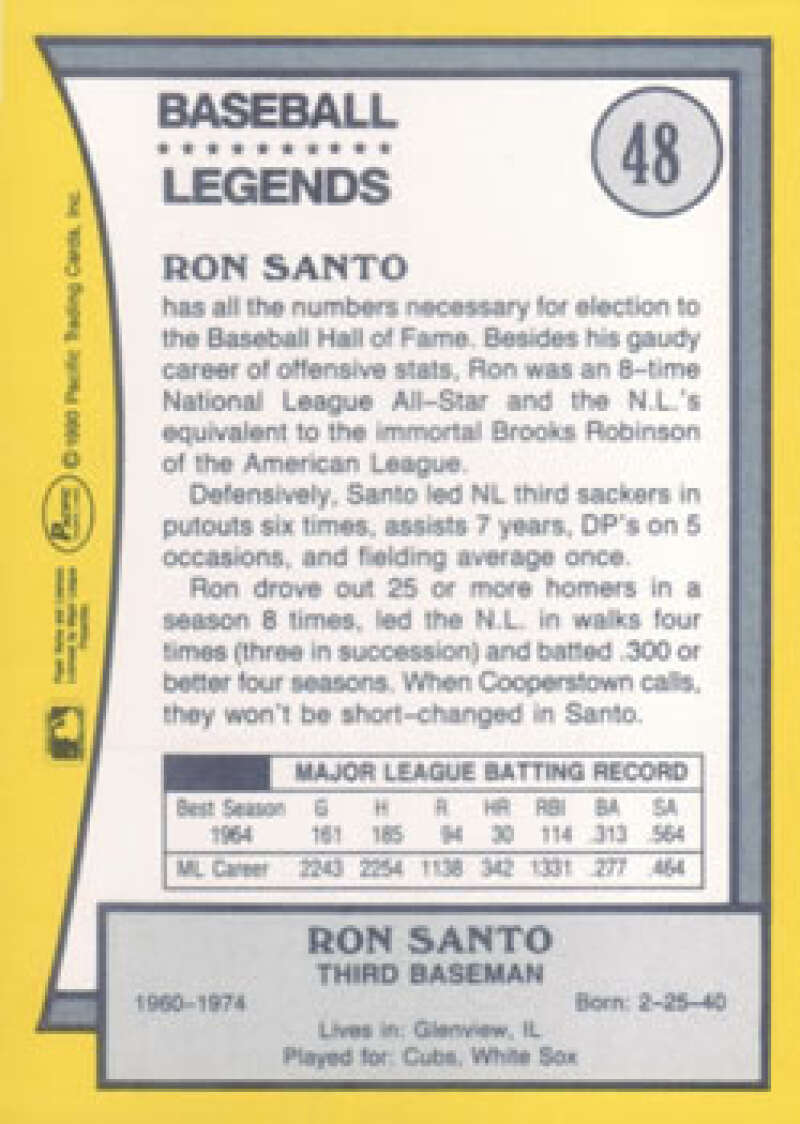 BASEBALL
LEGENDS
48
RON SANTO
has all the numbers necessary for election to
the Baseball Hall of Fame. Besides his gaudy
career of offensive stats, Ron was an 8–time
National League All–Star and the N.L.'s
equivalent to the immortal Brooks Robinson
of the American League.
Defensively, Santo led NL third sackers in
putouts six times, assists 7 years, DP's on 5
occasions, and fielding average once.
Ron drove out 25 or more homers in a
season 8 times, led the N.L. in walks four
times (three in succession) and batted .300 or
better four seasons. When Cooperstown calls,
they won't be short–changed in Santo.
MAJOR LEAGUE BATTING RECORD
Best Season G H R HR RBI BA SA
1964 161 185 94 30 114 .313 .564
ML Career 2243 2254 1138 342 1331 .277 .464
RON SANTO
THIRD BASEMAN
1960–1974 Born: 2–25–40
Lives in: Glenview, IL
Played for: Cubs, White Sox
©1990 Pacific Trading Cards, Inc.
PACIFIC